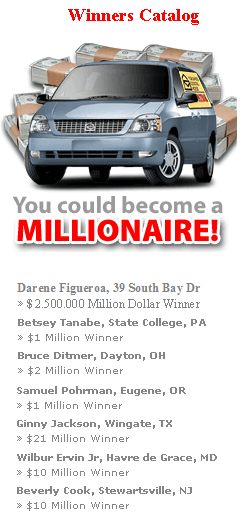 Winners Catalog
You could become a
MILLIONAIRE!
Darene Figueroa, 39 South Bay Dr
» $ 2.500.000 Million Dollar Winner
Betsey Tanabe, State College, PA
» $1 Million Winner
Bruce Ditmer, Dayton, OH
» $2 Million Winner
Samuel Pohrman, Eugene, OR
» $1 Million Winner
Ginny Jackson, Wingate, TX
» $21 Million Winner
Wilbur Ervin Jr, Havre de Grace, MD
» $10 Million Winner
Beverly Cook, Stewartsville, NJ
» $10 Million Winner